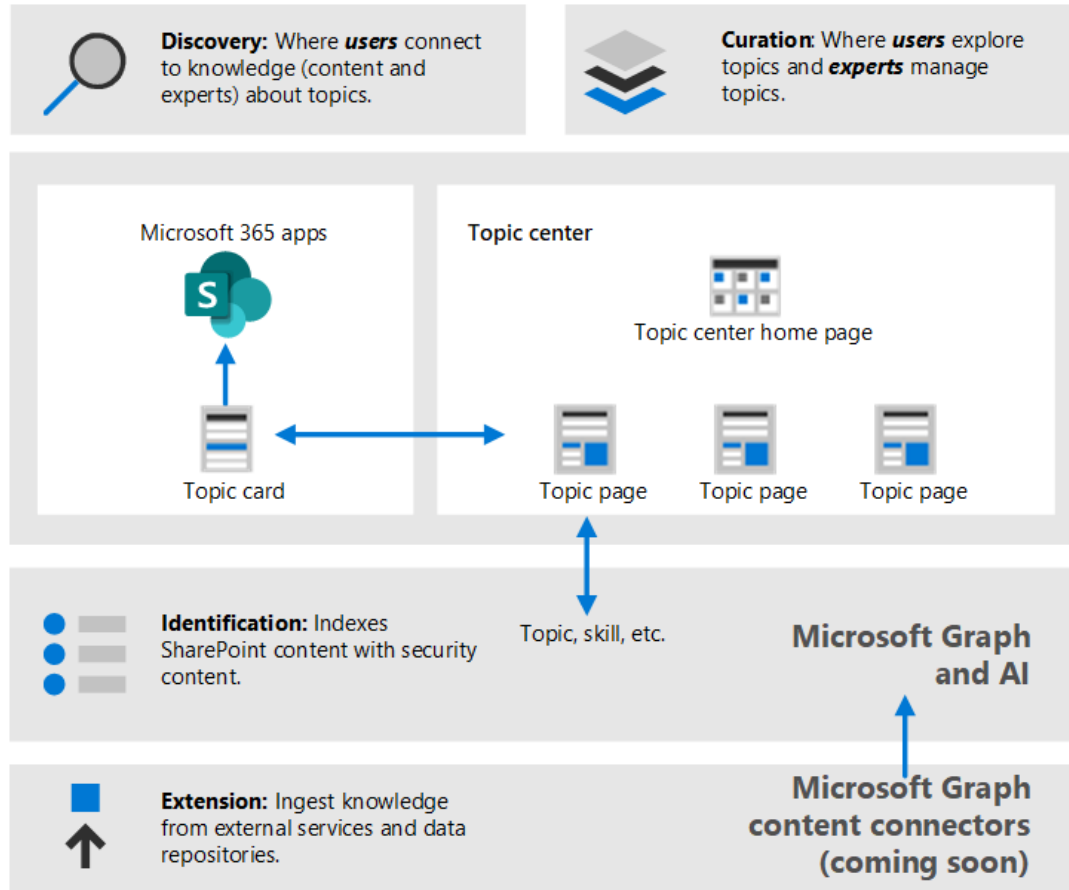 Discovery: Where users connect
to knowledge (content and
experts) about topics.
Curation: Where users explore
topics and experts manage
topics.
Microsoft 365 apps
S
Topic card
Topic center
Topic center home page
Topic page
Topic page
Topic page
Identification: Indexes
SharePoint content with security
content.
Topic, skill, etc.
Microsoft Graph
and AI
Extension: Ingest knowledge
from external services and data
repositories.
Microsoft Graph
content connectors
(coming soon)